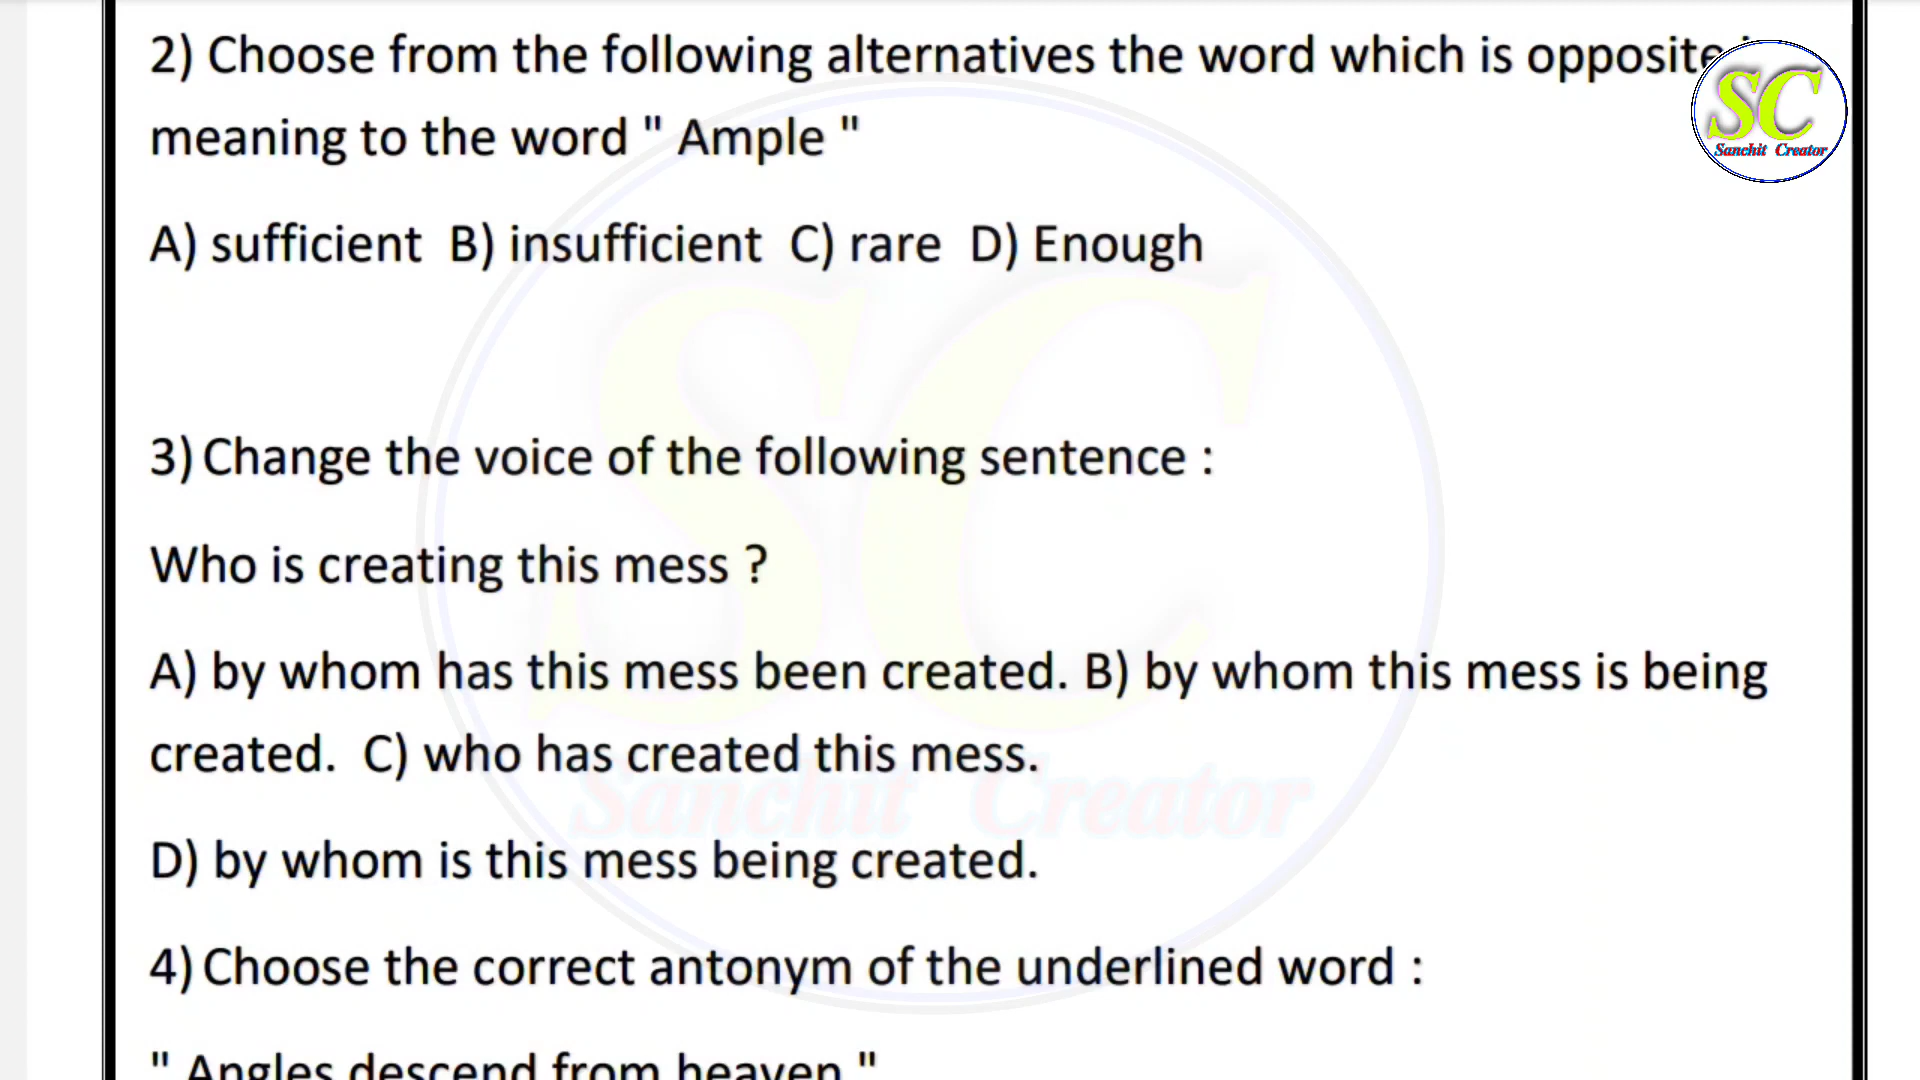 2) Choose from the following alternatives the word which is opposite
meaning to the word " Ample "
A) sufficient B) insufficient C) rare D) Enough
3) Change the voice of the following sentence :
Who is creating this mess ?
A) by whom has this mess been created. B) by whom this mess is being
created. C) who has created this mess.
D) by whom is this mess being created.
4) Choose the correct antonym of the underlined word :
" Angles descend from heaven "
SC
Sanchit Creator
SC
Sanchit Creator